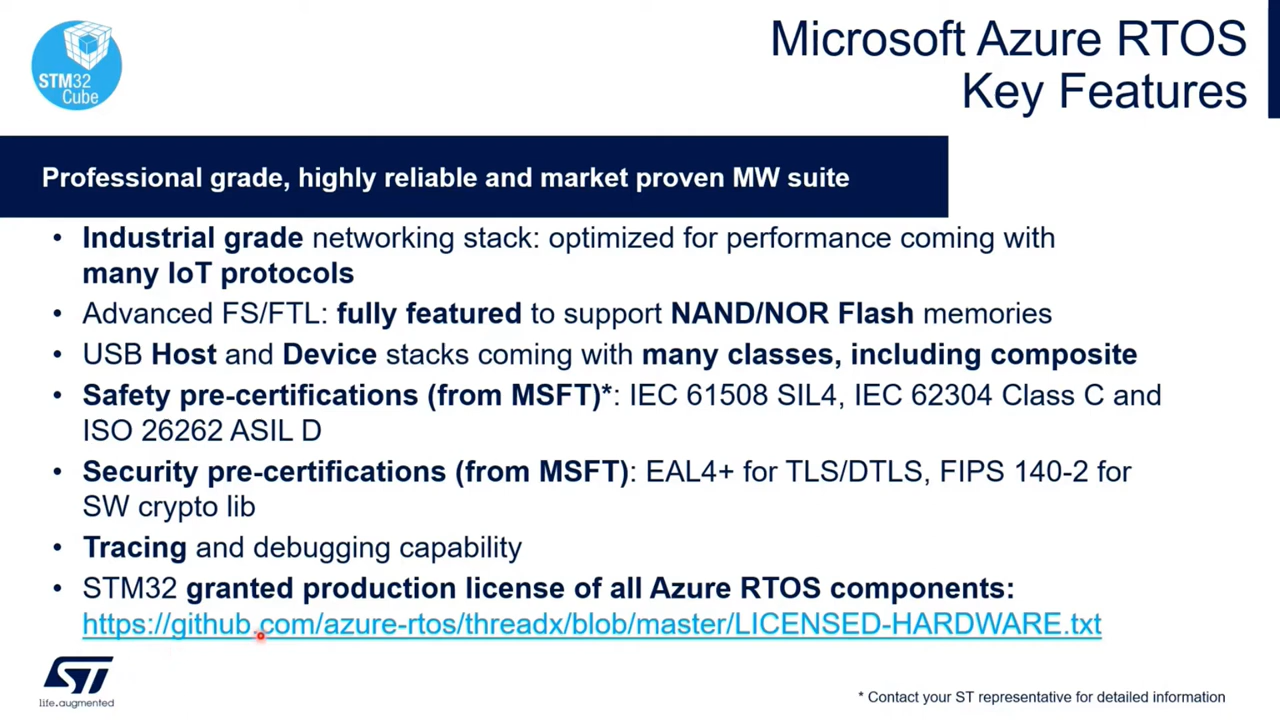 STM32
Cube
Microsoft Azure RTOS
Key Features
Professional grade, highly reliable and market proven MW suite
• Industrial grade networking stack: optimized for performance coming with
many IoT protocols
• Advanced FS/FTL: fully featured to support NAND/NOR Flash memories
• USB Host and Device stacks coming with many classes, including composite
• Safety pre-certifications (from MSFT)*: IEC 61508 SIL4, IEC 62304 Class C and
ISO 26262 ASIL D
• Security pre-certifications (from MSFT): EAL4+ for TLS/DTLS, FIPS 140-2 for
SW crypto lib
• Tracing and debugging capability
• STM32 granted production license of all Azure RTOS components:
https://github.com/azure-rtos/threadx/blob/master/LICENSED-HARDWARE.txt
ST
life.augmented
* Contact your ST representative for detailed information